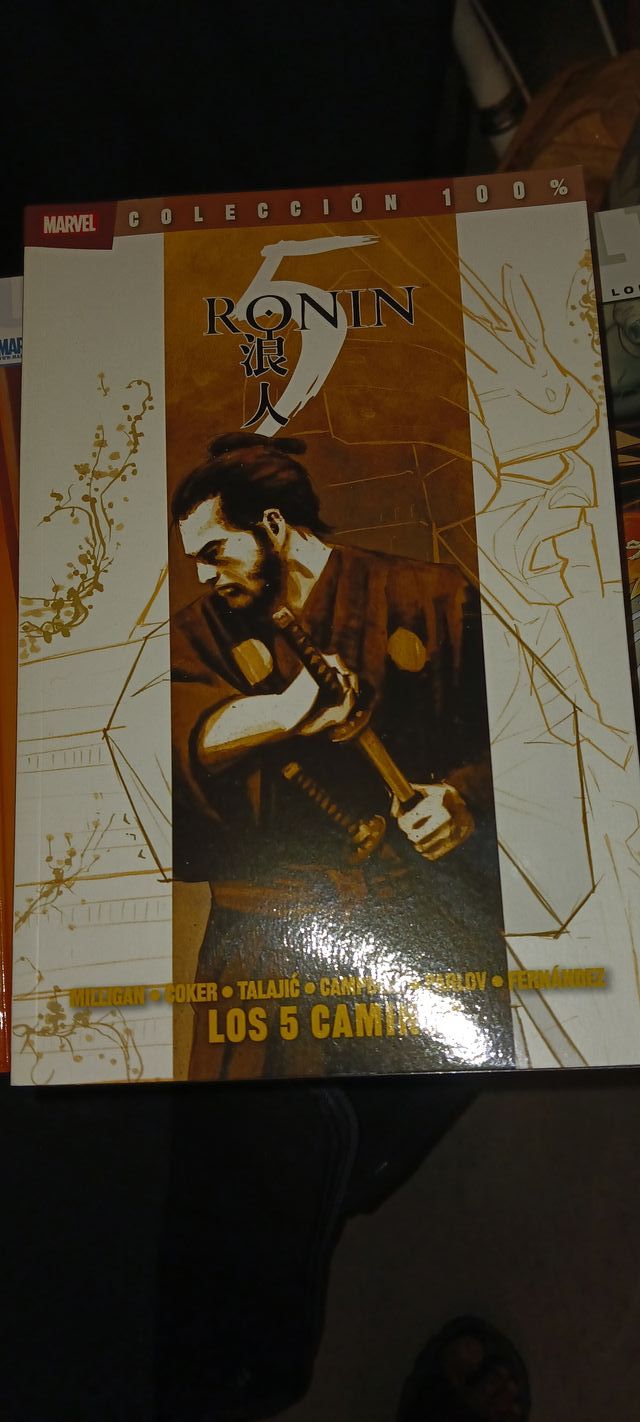 MARVEL COLECCIÓN 100%
5
RONIN
浪
人
MILLIGAN • COKER • TALAJIĆ • • • FERNÁNDEZ
LOS 5